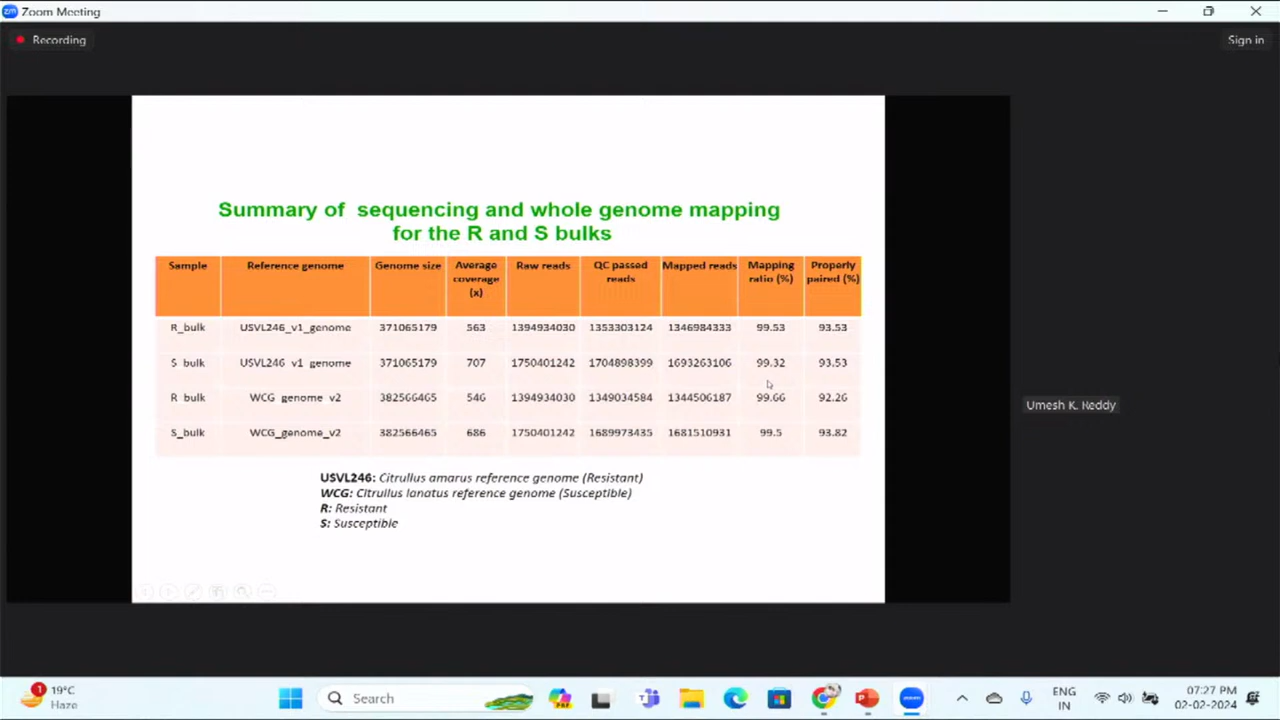 Zoom Meeting
Recording
Sign in
Summary of sequencing and whole genome mapping
for the R and S bulks
Sample Reference genome Genome size Average coverage (x) Raw reads QC passed reads Mapped reads Mapping ratio (%) Properly paired (%)
R_bulk USVL246_v1_genome 371065179 563 1394934030 1353303124 1346984333 99.53 93.53
S_bulk USVL246_v1_genome 371065179 707 1750401242 1704898399 1693263106 99.32 93.53
R_bulk WCG_genome_v2 382566465 546 1394934030 1349034584 1344506187 99.66 92.26
S_bulk WCG_genome_v2 382566465 686 1750401242 1689973435 1681510931 99.5 93.82
USVL246: Citrullus amarus reference genome (Resistant)
WCG: Citrullus lanatus reference genome (Susceptible)
R: Resistant
S: Susceptible
Umesh K. Reddy
1
19°C
Haze
Search
ENG
IN
07:27 PM
02-02-2024